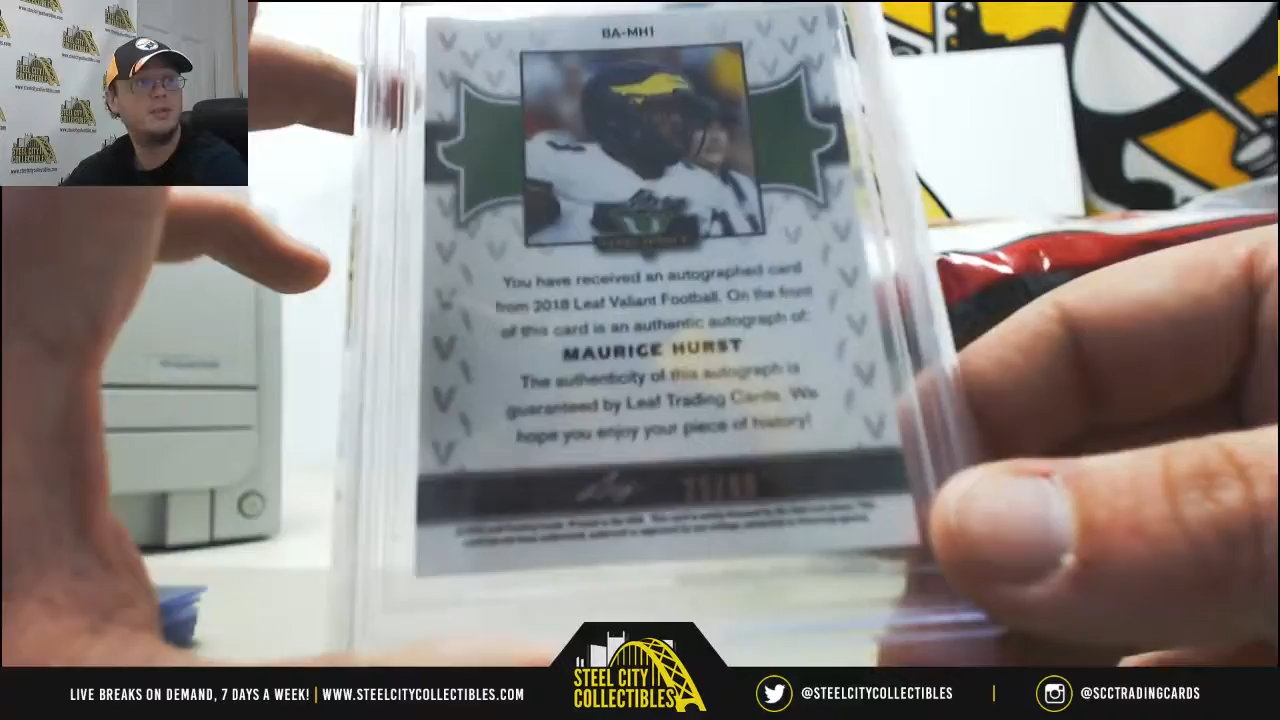 BA-MH1
You have received an autographed card
from 2018 Leaf Valiant Football. On the front
of this card is an authentic autograph of:
MAURICE HURST
The authenticity of this autograph is
guaranteed by Leaf Trading Cards. We
hope you enjoy your piece of history!
LIVE BREAKS ON DEMAND, 7 DAYS A WEEK! | WWW.STEELCITYCOLLECTIBLES.COM
STEEL CITY
COLLECTIBLES
@STEELCITYCOLLECTIBLES | @SCCTRADINGCARDS